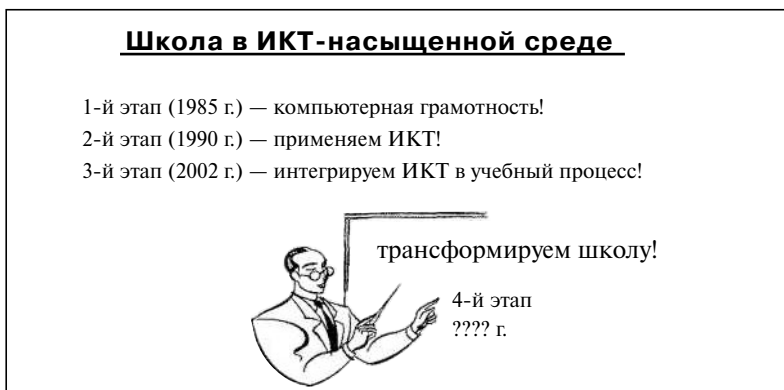 Школа в ИКТ-насыщенной среде
1-й этап (1985 г.) — компьютерная грамотность!
2-й этап (1990 г.) — применяем ИКТ!
3-й этап (2002 г.) — интегрируем ИКТ в учебный процесс!
трансформируем школу!
4-й этап
???? г.